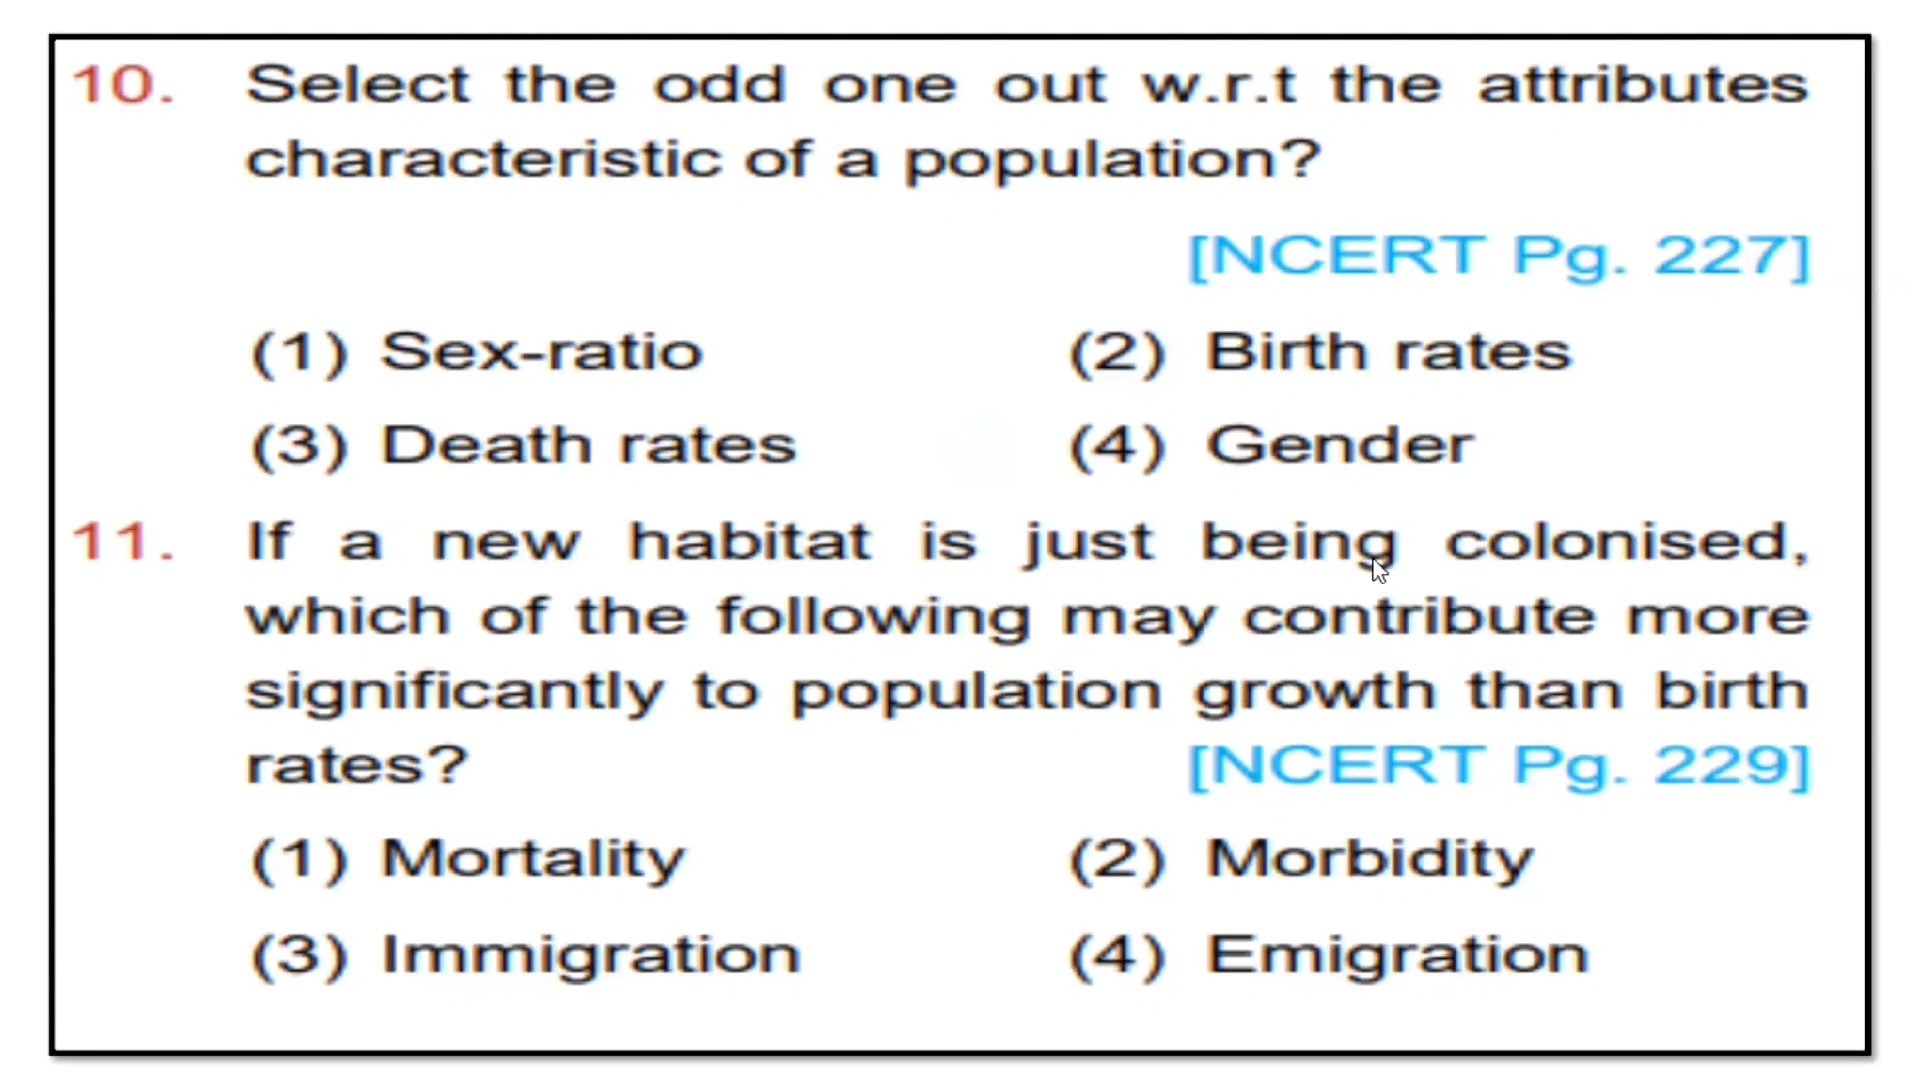 10. Select the odd one out w.r.t the attributes
characteristic of a population?
[NCERT Pg. 227]
(1) Sex-ratio (2) Birth rates
(3) Death rates (4) Gender
11. If a new habitat is just being colonised,
which of the following may contribute more
significantly to population growth than birth
rates? [NCERT Pg. 229]
(1) Mortality (2) Morbidity
(3) Immigration (4) Emigration